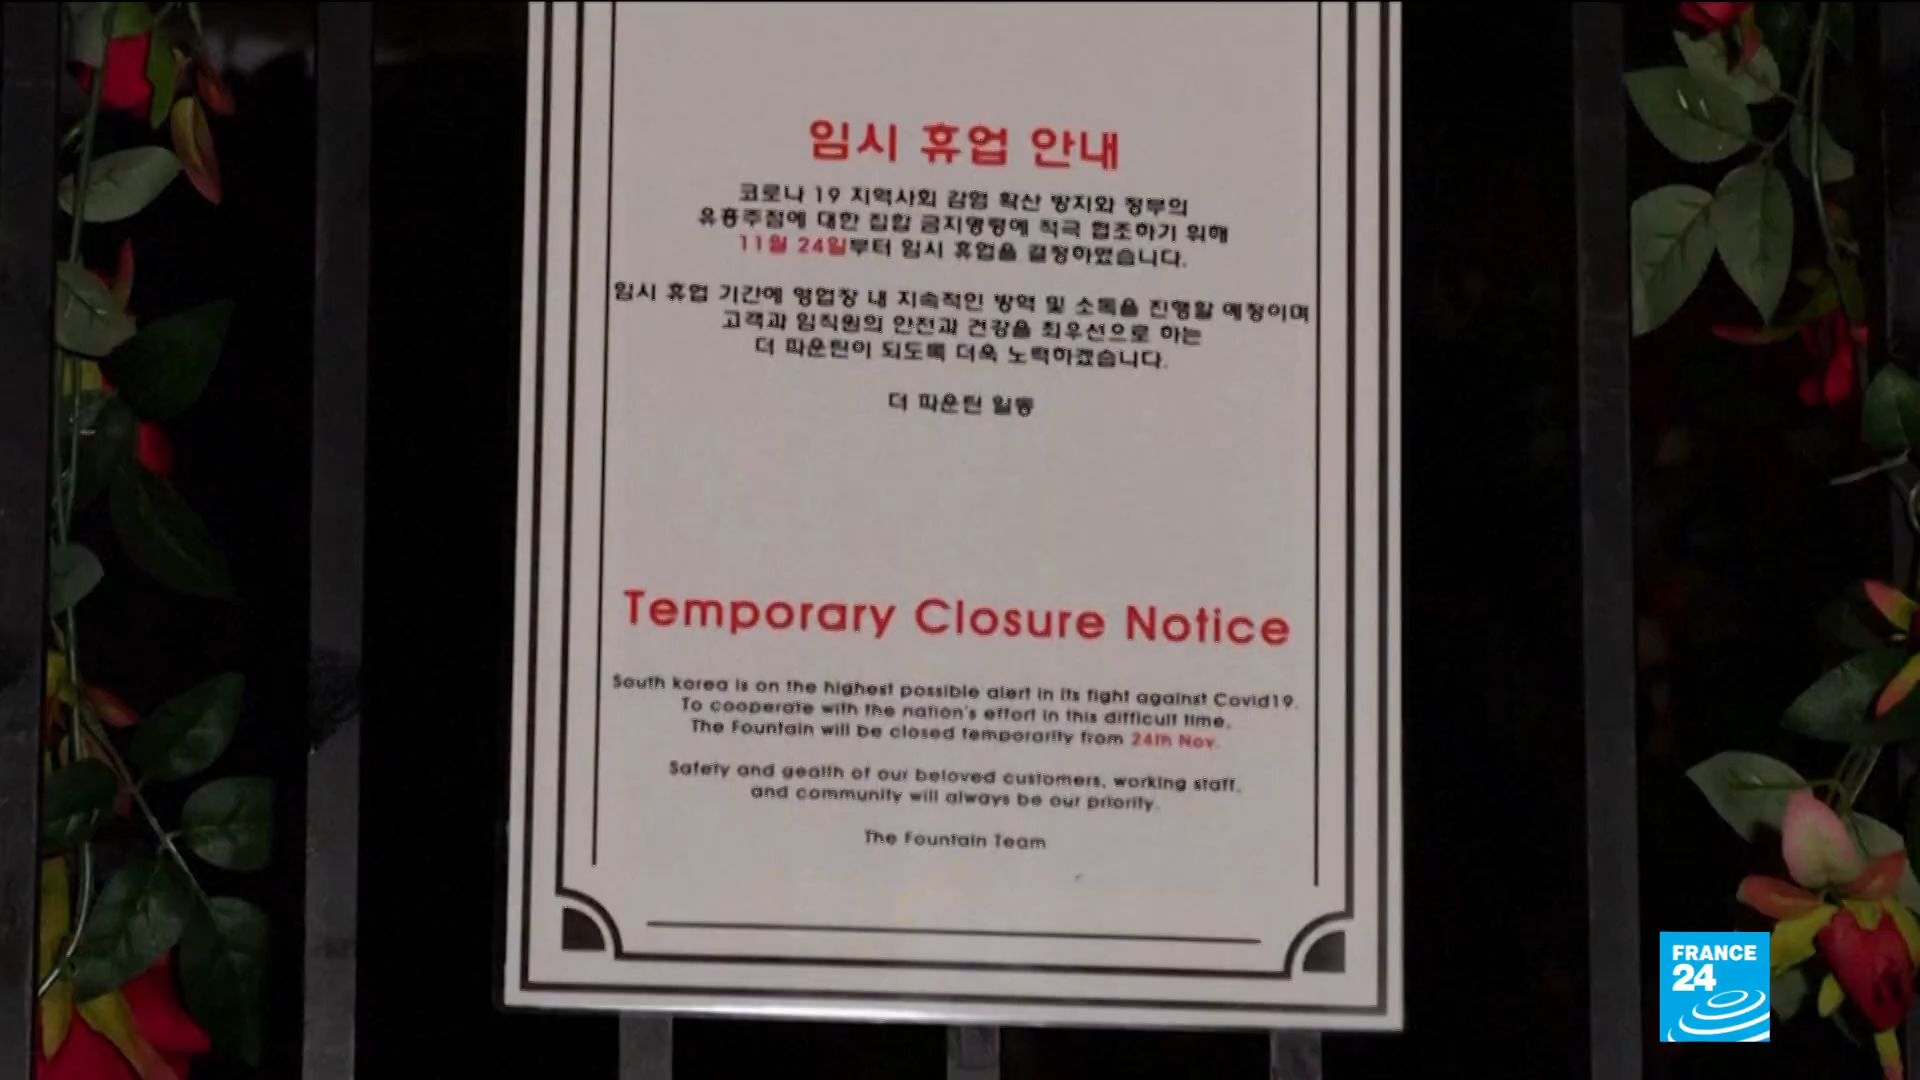 임시 휴업 안내
코로나 19 지역사회 감염 확산 방지와 정부의
유흥주점에 대한 집합 금지명령에 적극 협조하기 위해
11월 24일부터 임시 휴업을 결정하였습니다.
임시 휴업 기간에 영업장 내 지속적인 방역 및 소독을 진행할 예정이며
고객과 임직원의 안전과 건강을 최우선으로 하는
더 파운틴이 되도록 더욱 노력하겠습니다.
더 파운틴 일동
Temporary Closure Notice
South korea is on the highest possible alert in its fight against Covid19.
To cooperate with the nation's effort in this difficult time,
The Fountain will be closed temporarity from 24th Nov.
Safety and gealth of our beloved customers, working staff,
and community will always be our priority.
The Fountain Team
FRANCE
24